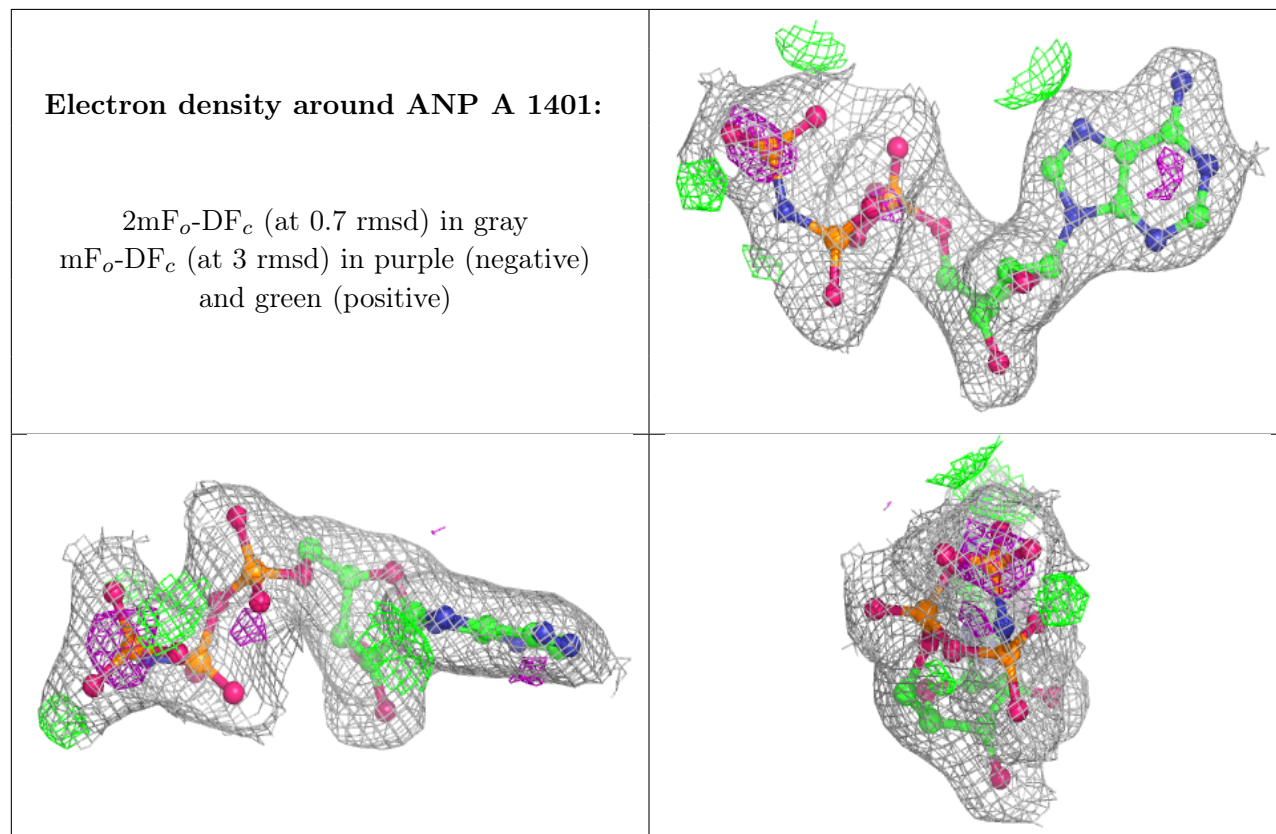 Electron density around ANP A 1401:
2mFo-DFc (at 0.7 rmsd) in gray
mFo-DFc (at 3 rmsd) in purple (negative)
and green (positive)